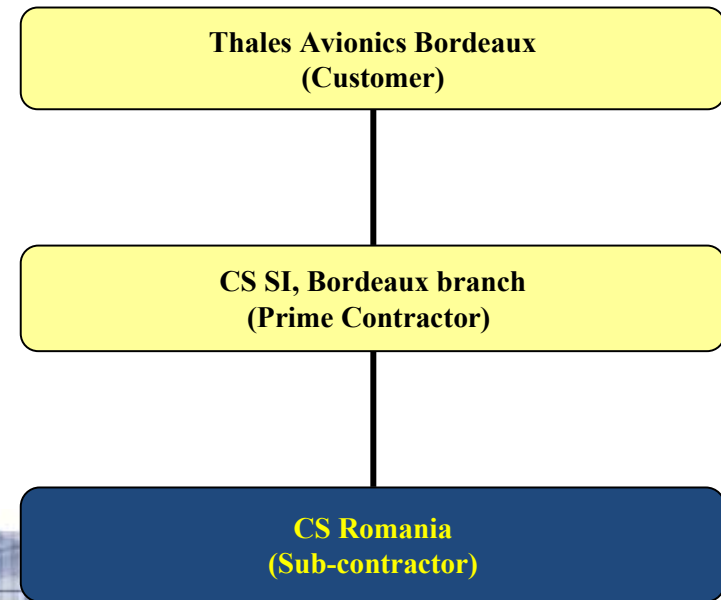 Thales Avionics Bordeaux
(Customer)
CS SI, Bordeaux branch
(Prime Contractor)
CS Romania
(Sub-contractor)